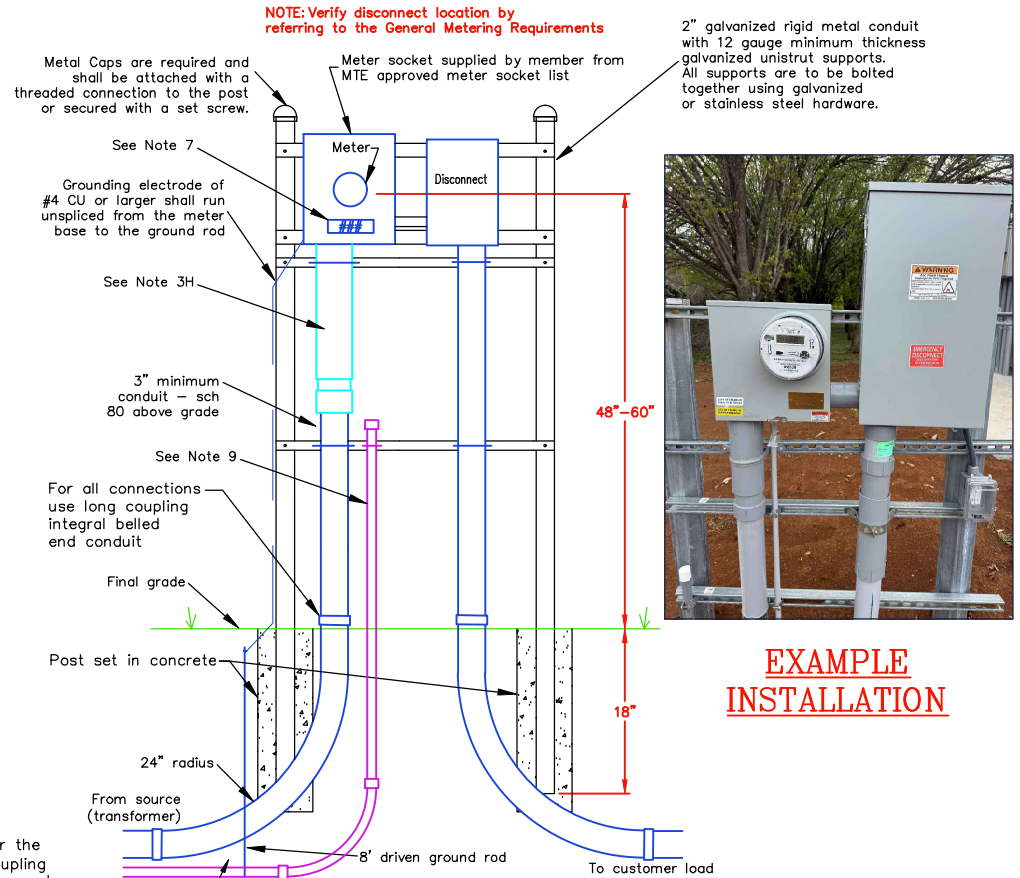 NOTE: Verify disconnect location by
referring to the General Metering Requirements
2" galvanized rigid metal conduit
with 12 gauge minimum thickness
galvanized unistrut supports.
All supports are to be bolted
together using galvanized
or stainless steel hardware.
Metal Caps are required and
shall be attached with a
threaded connection to the post
or secured with a set screw.
Meter socket supplied by member from
MTE approved meter socket list
See Note 7
Meter
Disconnect
###
Grounding electrode of
#4 CU or larger shall run
unspliced from the meter
base to the ground rod
See Note 3H
3" minimum
conduit – sch
80 above grade
48"–60"
See Note 9
For all connections
use long coupling
integral belled
end conduit
Final grade
Post set in concrete
18"
24" radius
From source
(transformer)
8' driven ground rod
To customer load
r the
upling
WARNING
EMERGENCY
DISCONNECT
EXAMPLE
INSTALLATION